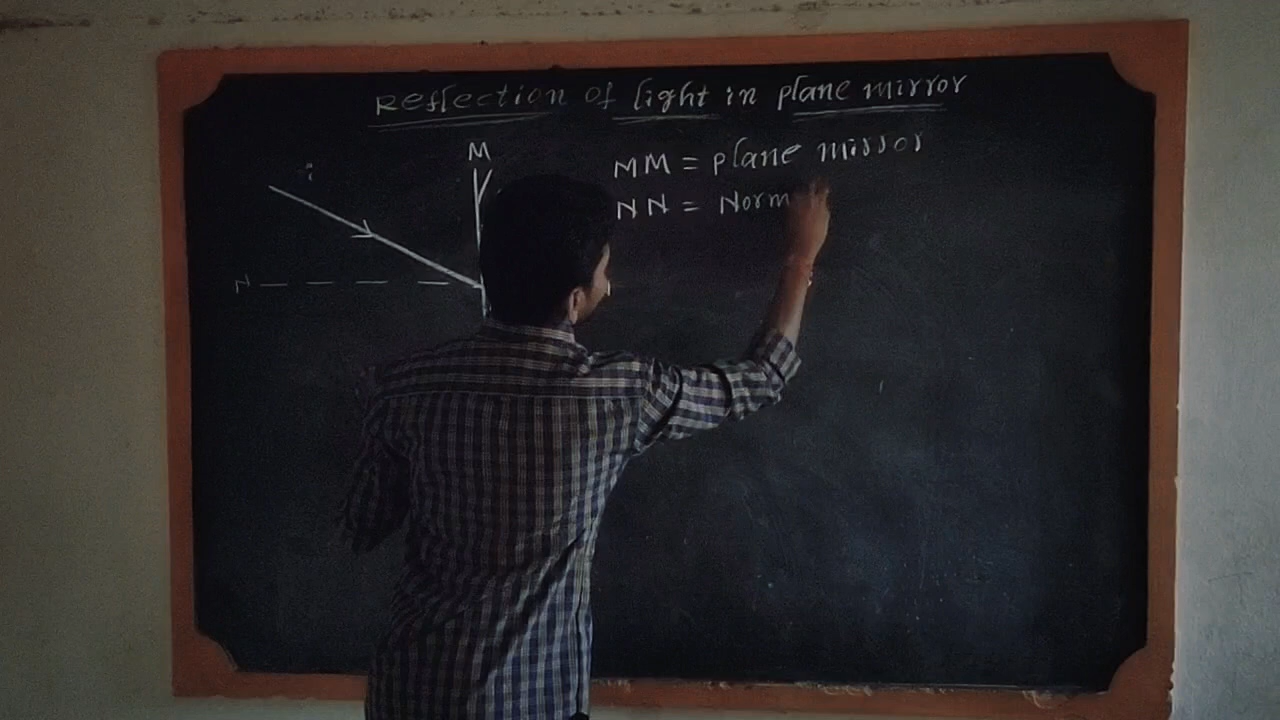 Reflection of light in plane mirror
M
MM = plane mirror
i
NN = Norm
N